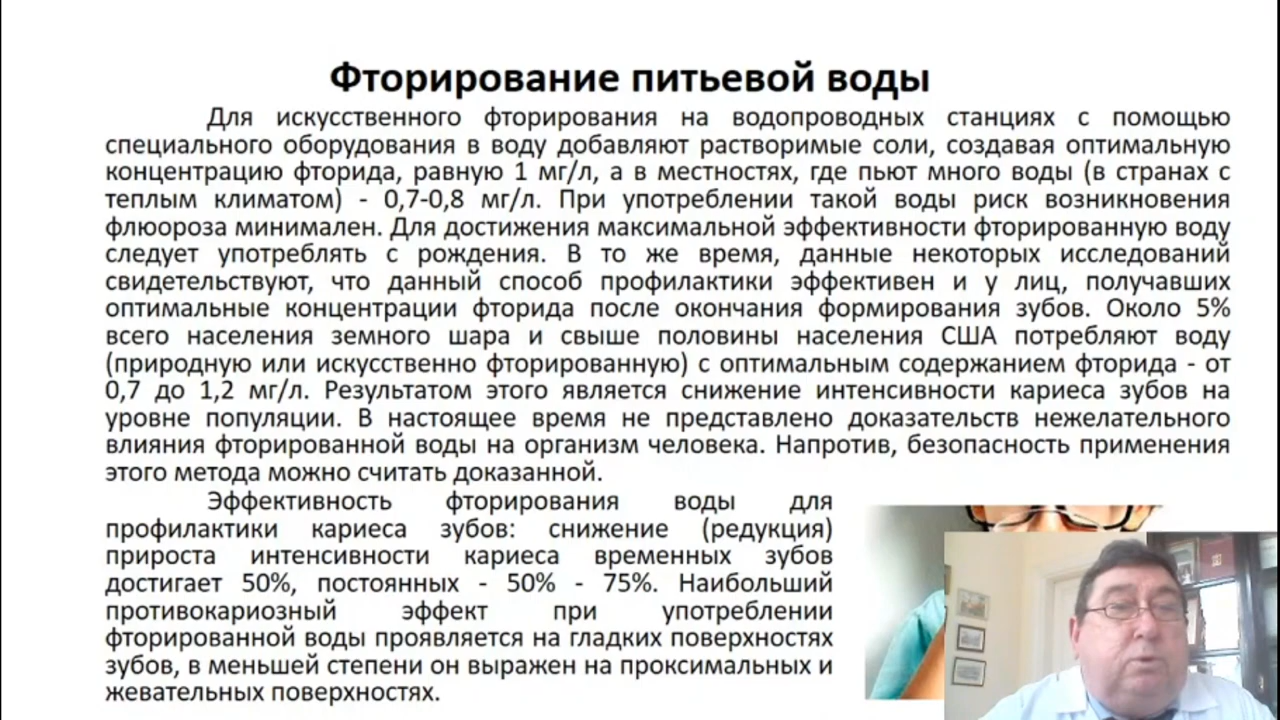 Фторирование питьевой воды
Для искусственного фторирования на водопроводных станциях с помощью
специального оборудования в воду добавляют растворимые соли, создавая оптимальную
концентрацию фторида, равную 1 мг/л, а в местностях, где пьют много воды (в странах с
теплым климатом) - 0,7-0,8 мг/л. При употреблении такой воды риск возникновения
флюороза минимален. Для достижения максимальной эффективности фторированную воду
следует употреблять с рождения. В то же время, данные некоторых исследований
свидетельствуют, что данный способ профилактики эффективен и у лиц, получавших
оптимальные концентрации фторида после окончания формирования зубов. Около 5%
всего населения земного шара и свыше половины населения США потребляют воду
(природную или искусственно фторированную) с оптимальным содержанием фторида - от
0,7 до 1,2 мг/л. Результатом этого является снижение интенсивности кариеса зубов на
уровне популяции. В настоящее время не представлено доказательств нежелательного
влияния фторированной воды на организм человека. Напротив, безопасность применения
этого метода можно считать доказанной.
Эффективность фторирования воды для
профилактики кариеса зубов: снижение (редукция)
прироста интенсивности кариеса временных зубов
достигает 50%, постоянных - 50% - 75%. Наибольший
противокариозный эффект при употреблении
фторированной воды проявляется на гладких поверхностях
зубов, в меньшей степени он выражен на проксимальных и
жевательных поверхностях.